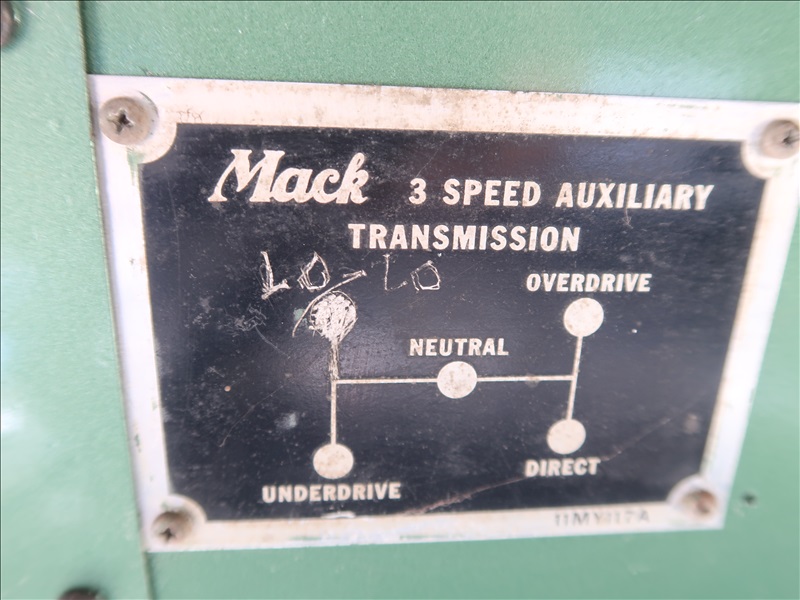 Mack 3 SPEED AUXILIARY
TRANSMISSION
LO-LO
OVERDRIVE
NEUTRAL
UNDERDRIVE
DIRECT